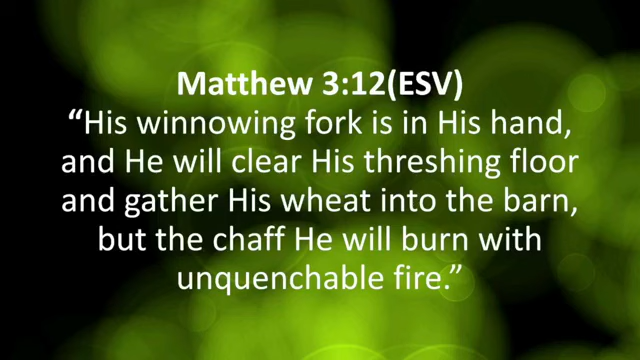 Matthew 3:12(ESV)
“His winnowing fork is in His hand,
and He will clear His threshing floor
and gather His wheat into the barn,
but the chaff He will burn with
unquenchable fire.”